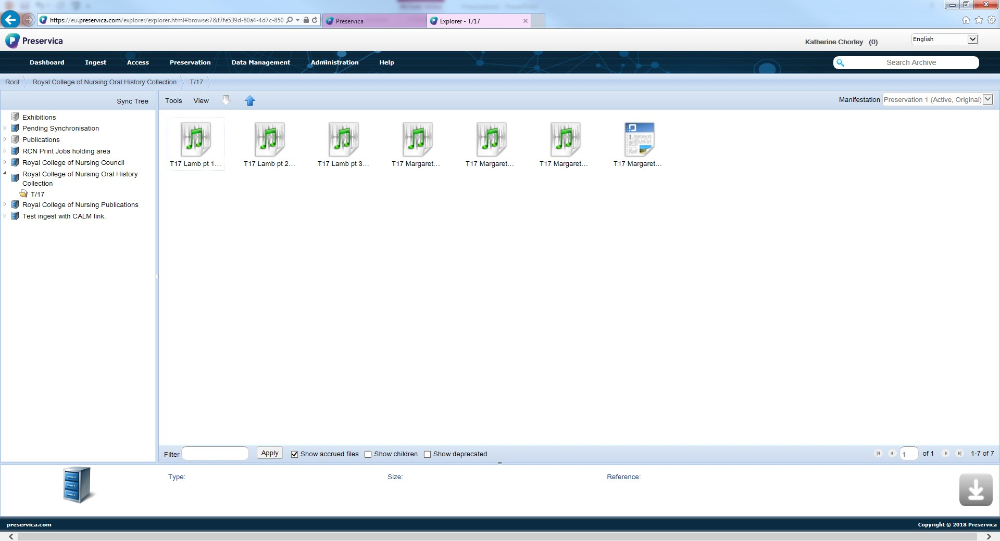 https://eu.preservica.com/explorer/explorer.html#browse:7&f7fe539d-80a4-4d7c-850
Preservica
Explorer - T/17
Preservica
Katherine Chorley (0)
English
Dashboard Ingest Access Preservation Data Management Administration Help
Search Archive
Root Royal College of Nursing Oral History Collection T/17
Sync Tree
Tools View
Manifestation Preservation 1 (Active, Original)
Exhibitions
Pending Synchronisation
Publications
RCN Print Jobs holding area
Royal College of Nursing Council
Royal College of Nursing Oral History
Collection
T/17
Royal College of Nursing Publications
Test ingest with CALM link.
T17 Lamb pt 1... T17 Lamb pt 2... T17 Lamb pt 3... T17 Margaret... T17 Margaret... T17 Margaret... T17 Margaret...
Filter Apply Show accrued files Show children Show deprecated
1 of 1 1-7 of 7
Type: Size: Reference:
preservica.com
Copyright © 2018 Preservica